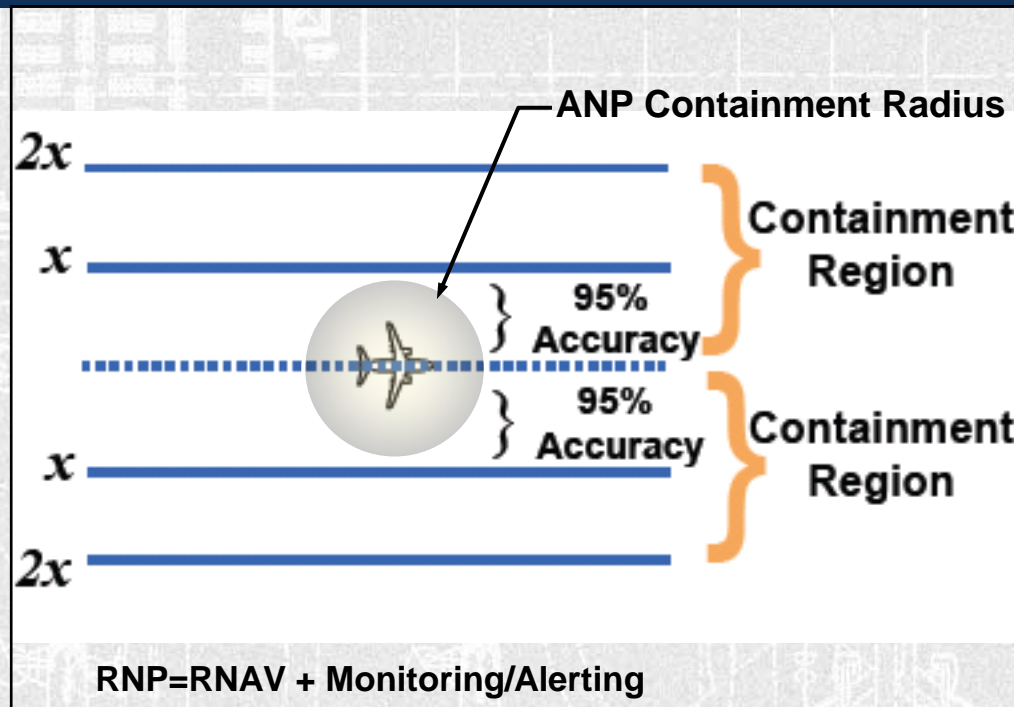 ANP Containment Radius
2x
Containment
Region
x
95%
Accuracy
95%
Accuracy
Containment
Region
x
2x
RNP=RNAV + Monitoring/Alerting